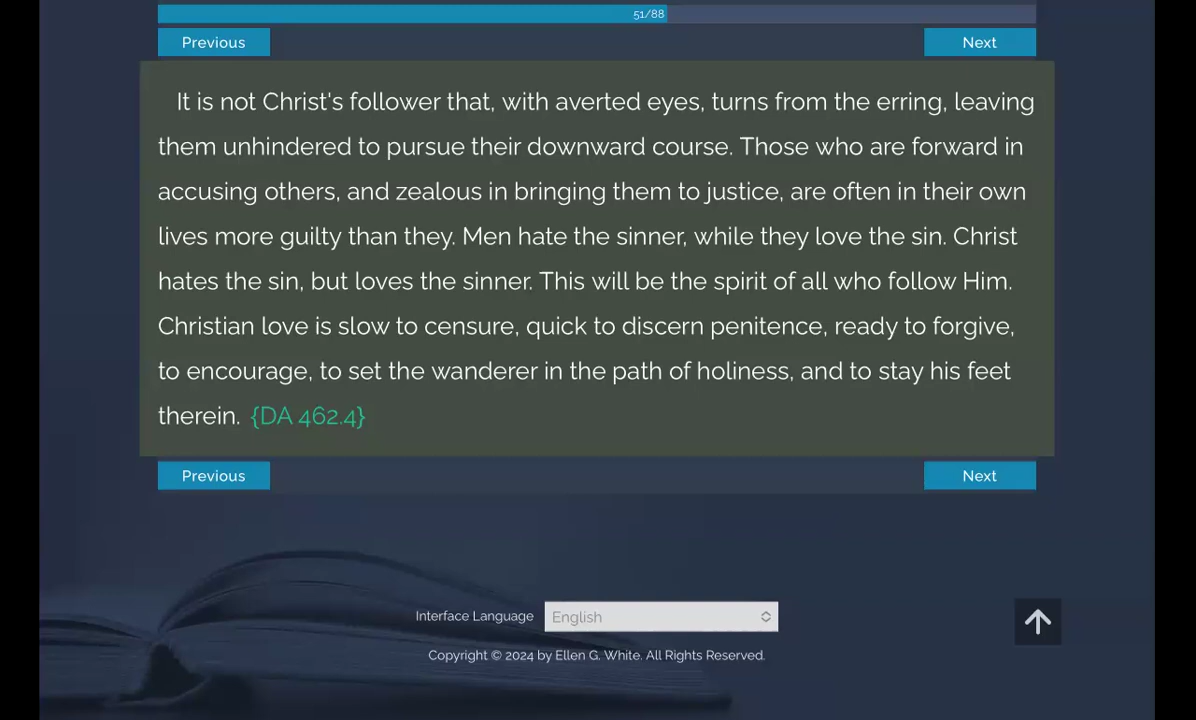 51/88
Previous
Next
It is not Christ's follower that, with averted eyes, turns from the erring, leaving
them unhindered to pursue their downward course. Those who are forward in
accusing others, and zealous in bringing them to justice, are often in their own
lives more guilty than they. Men hate the sinner, while they love the sin. Christ
hates the sin, but loves the sinner. This will be the spirit of all who follow Him.
Christian love is slow to censure, quick to discern penitence, ready to forgive,
to encourage, to set the wanderer in the path of holiness, and to stay his feet
therein. {DA 462.4}
Previous
Next
Interface Language
English
Copyright © 2024 by Ellen G. White. All Rights Reserved.